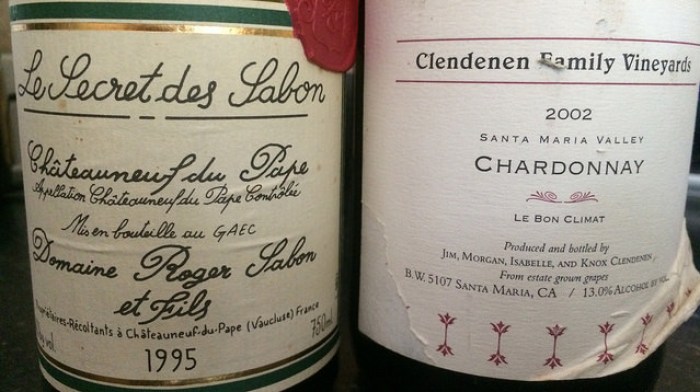 Le Secret des Sabon
Châteauneuf du Pape
Appellation Châteauneuf du Pape Contrôlée
Mis en bouteille au GAEC
Domaine Roger Sabon
et Fils
Propriétaires-Récoltants à Châteauneuf-du-Pape (Vaucluse) France
vol 750ml
1995
Clendenen Family Vineyards
2002
SANTA MARIA VALLEY
CHARDONNAY
LE BON CLIMAT
Produced and bottled by
JIM, MORGAN, ISABELLE, AND KNOX CLENDENEN
From estate grown grapes
B.W. 5107 SANTA MARIA, CA / 13.0% ALCOHOL BY VOL.